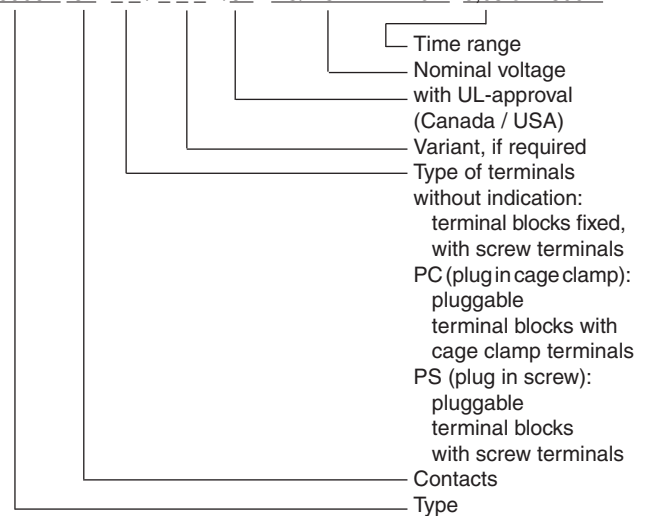 Time range
Nominal voltage
with UL-approval
(Canada / USA)
Variant, if required
Type of terminals
without indication:
terminal blocks fixed,
with screw terminals
PC (plug in cage clamp):
pluggable
terminal blocks with
cage clamp terminals
PS (plug in screw):
pluggable
terminal blocks
with screw terminals
Contacts
Type